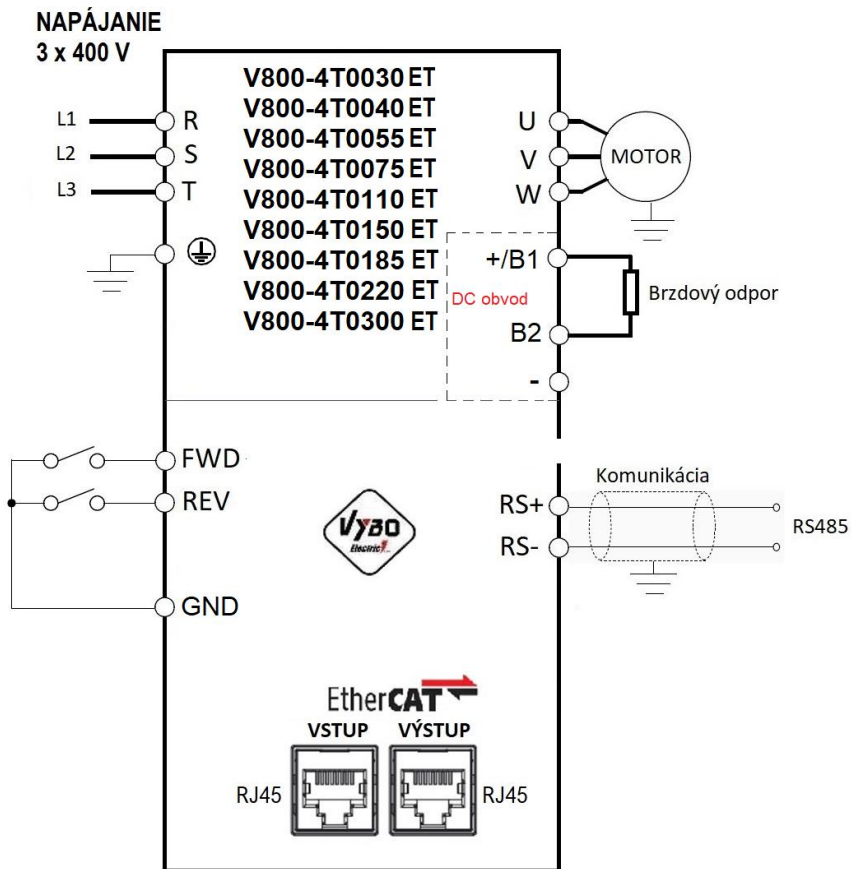 NAPÁJANIE
3 x 400 V
V800-4T0030 ET
V800-4T0040 ET
V800-4T0055 ET
V800-4T0075 ET
V800-4T0110 ET
V800-4T0150 ET
V800-4T0185 ET
V800-4T0220 ET
V800-4T0300 ET
L1
R
L2
S
L3
T
U
V
W
MOTOR
+/B1
DC obvod
B2
-
Brzdový odpor
FWD
REV
GND
VYBO
Electric
Komunikácia
RS+
RS-
RS485
EtherCAT
VSTUP
VÝSTUP
RJ45
RJ45